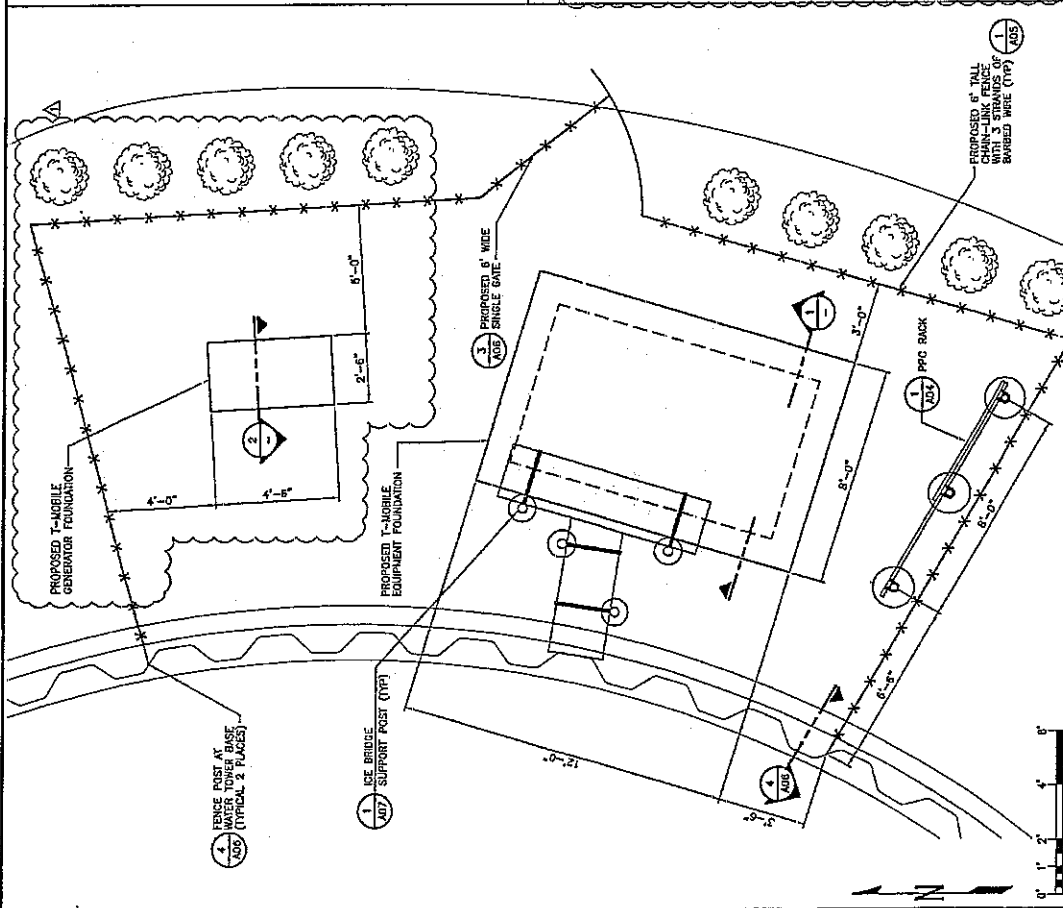 1
PROPOSED T-MOBILE
GENERATOR FOUNDATION
5'-0"
2'-6"
2
-
4'-0"
4'-6"
3
A06
PROPOSED 6' WIDE
SINGLE GATE
PROPOSED 6' TALL
CHAIN-LINK FENCE
WITH 3 STRANDS OF
BARBED WIRE (TYP)
1
A05
PROPOSED T-MOBILE
EQUIPMENT FOUNDATION
1
-
3'-0"
1
A04
PPC RACK
8'-0"
6'-0"
6'-6"
4
A06
FENCE POST AT
WATER TOWER BASE
(TYPICAL 2 PLACES)
1
A07
ICE BRIDGE
SUPPORT POST (TYP)
12'-0"
3'-6"
4
A06
N
0' 1' 2' 4' 6'